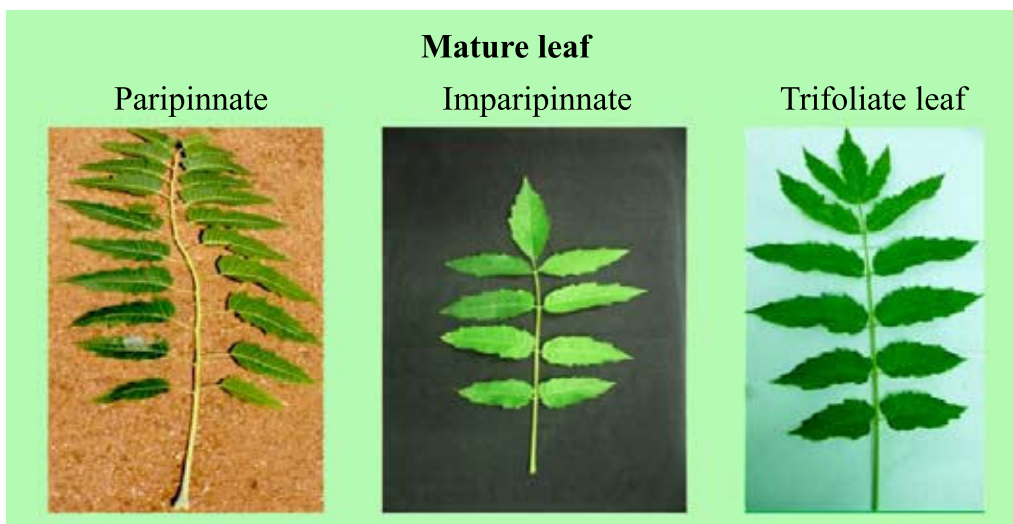 Mature leaf
Paripinnate
Imparipinnate
Trifoliate leaf